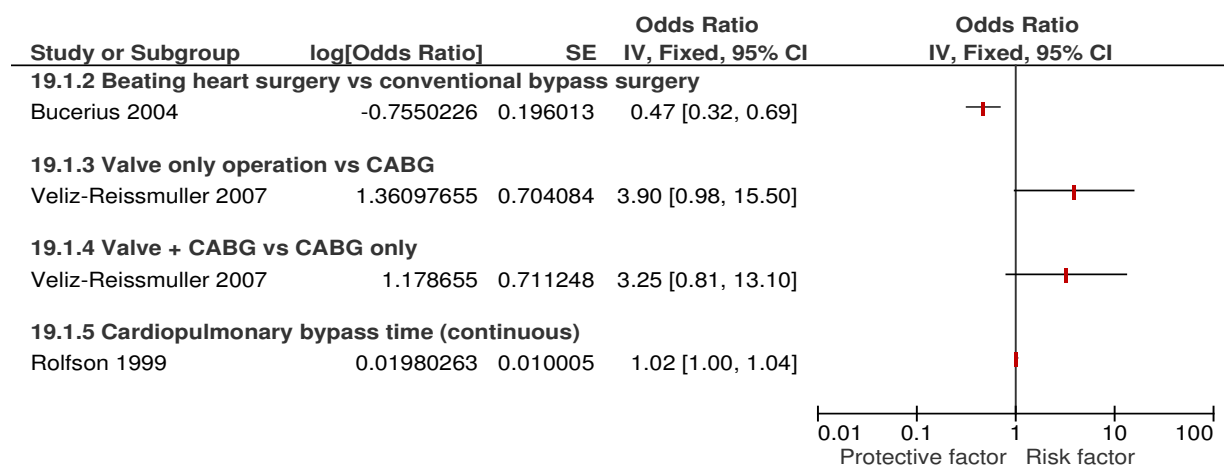 Odds Ratio Odds Ratio
Study or Subgroup log[Odds Ratio] SE IV, Fixed, 95% CI IV, Fixed, 95% CI
19.1.2 Beating heart surgery vs conventional bypass surgery
Bucerius 2004 -0.7550226 0.196013 0.47 [0.32, 0.69]
19.1.3 Valve only operation vs CABG
Veliz-Reissmuller 2007 1.36097655 0.704084 3.90 [0.98, 15.50]
19.1.4 Valve + CABG vs CABG only
Veliz-Reissmuller 2007 1.178655 0.711248 3.25 [0.81, 13.10]
19.1.5 Cardiopulmonary bypass time (continuous)
Rolfson 1999 0.01980263 0.010005 1.02 [1.00, 1.04]
0.01 0.1 1 10 100
Protective factor Risk factor